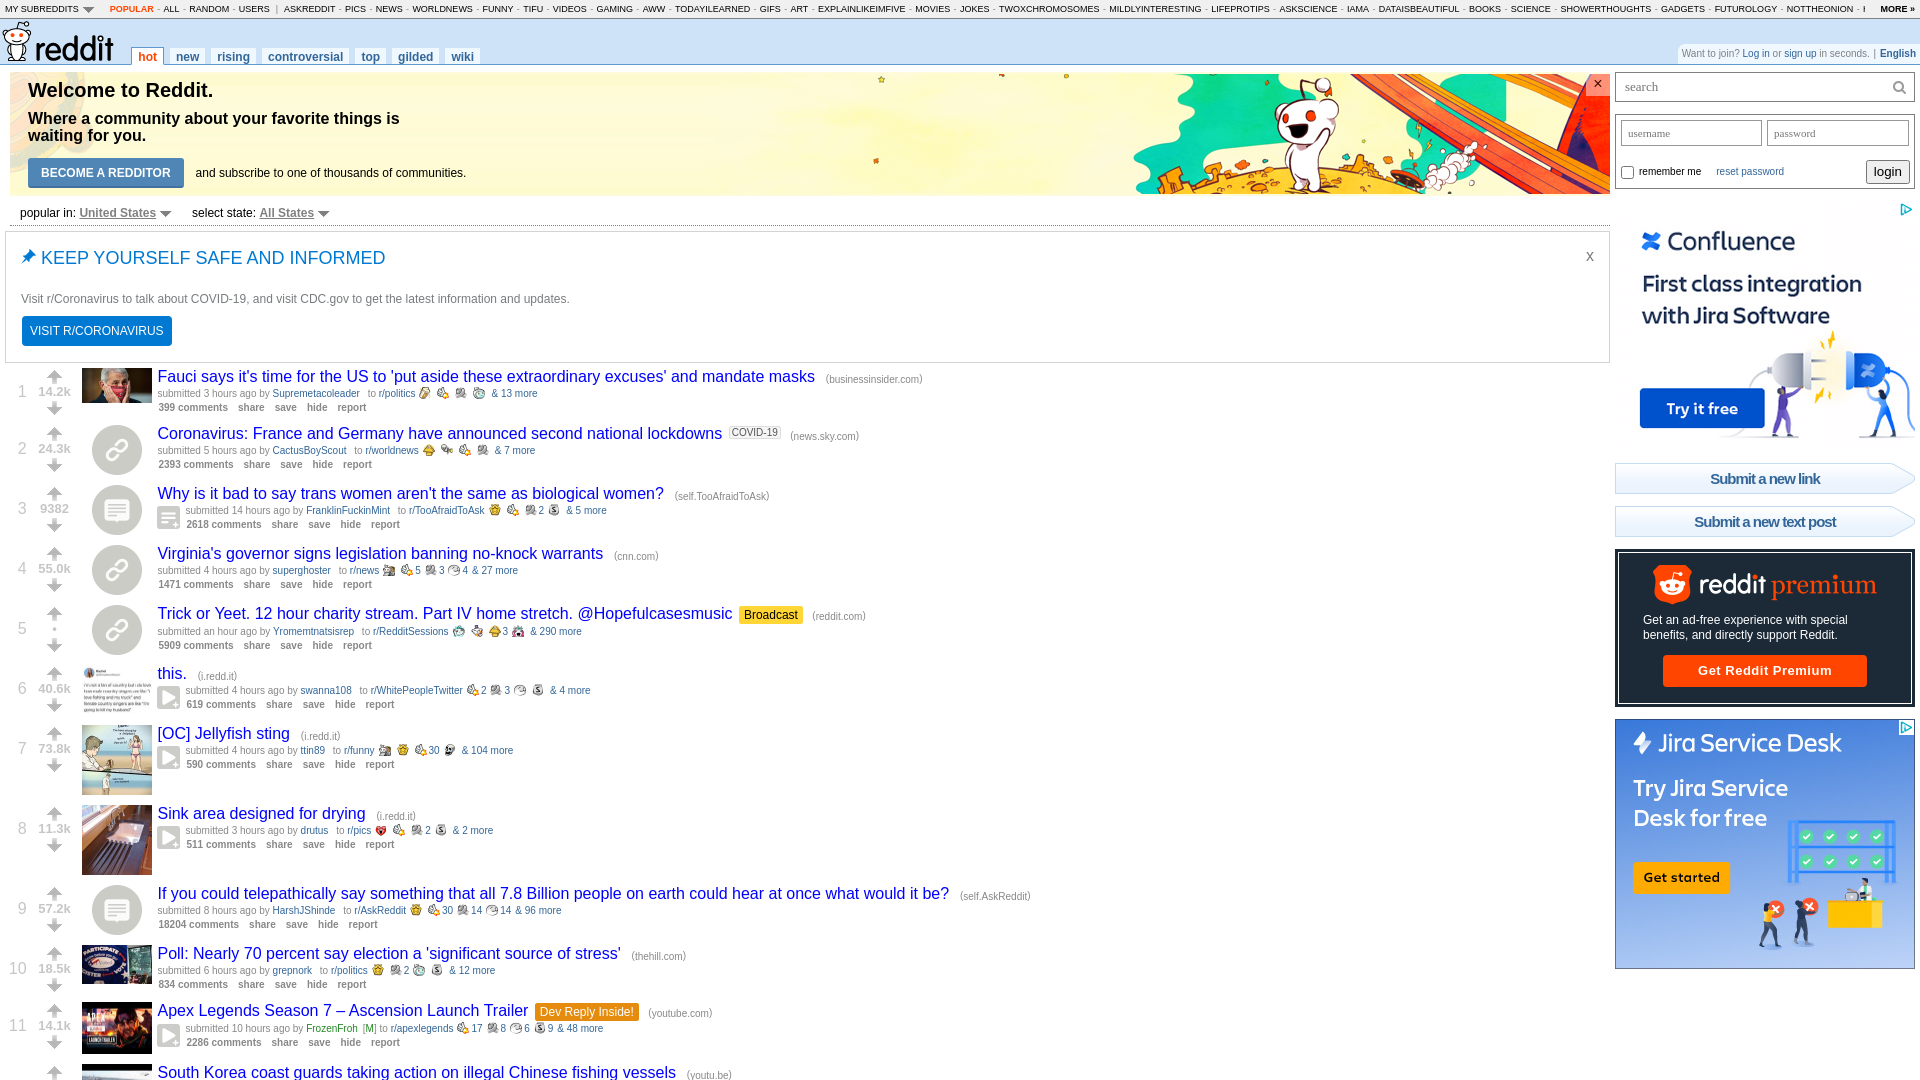 MY SUBREDDITS POPULAR - ALL - RANDOM - USERS | ASKREDDIT - PICS - NEWS - WORLDNEWS - FUNNY - TIFU - VIDEOS - GAMING - AWW - TODAYILEARNED - GIFS - ART - EXPLAINLIKEIMFIVE - MOVIES - JOKES - TWOXCHROMOSOMES - MILDLYINTERESTING - LIFEPROTIPS - ASKSCIENCE - IAMA - DATAISBEAUTIFUL - BOOKS - SCIENCE - SHOWERTHOUGHTS - GADGETS - FUTUROLOGY - NOTTHEONION - MORE »
reddit hot new rising controversial top gilded wiki
Want to join? Log in or sign up in seconds. | English
Welcome to Reddit.
Where a community about your favorite things is
waiting for you.
BECOME A REDDITOR and subscribe to one of thousands of communities.
×
search
username password
remember me reset password login
popular in: United States select state: All States
KEEP YOURSELF SAFE AND INFORMED
x
Visit r/Coronavirus to talk about COVID-19, and visit CDC.gov to get the latest information and updates.
VISIT R/CORONAVIRUS
1 14.2k
Fauci says it's time for the US to 'put aside these extraordinary excuses' and mandate masks (businessinsider.com)
submitted 3 hours ago by Supremetacoleader to r/politics & 13 more
399 comments share save hide report
2 24.3k
Coronavirus: France and Germany have announced second national lockdowns COVID-19 (news.sky.com)
submitted 5 hours ago by CactusBoyScout to r/worldnews & 7 more
2393 comments share save hide report
3 9382
Why is it bad to say trans women aren't the same as biological women? (self.TooAfraidToAsk)
submitted 14 hours ago by FranklinFuckinMint to r/TooAfraidToAsk 2 & 5 more
2618 comments share save hide report
4 55.0k
Virginia's governor signs legislation banning no-knock warrants (cnn.com)
submitted 4 hours ago by superghoster to r/news 5 3 4 & 27 more
1471 comments share save hide report
5 •
Trick or Yeet. 12 hour charity stream. Part IV home stretch. @Hopefulcasesmusic Broadcast (reddit.com)
submitted an hour ago by Yromemtnatsisrep to r/RedditSessions 3 & 290 more
5909 comments share save hide report
6 40.6k
this. (i.redd.it)
submitted 4 hours ago by swanna108 to r/WhitePeopleTwitter 2 3 & 4 more
619 comments share save hide report
7 73.8k
[OC] Jellyfish sting (i.redd.it)
submitted 4 hours ago by ttin89 to r/funny 30 & 104 more
590 comments share save hide report
8 11.3k
Sink area designed for drying (i.redd.it)
submitted 3 hours ago by drutus to r/pics 2 & 2 more
511 comments share save hide report
9 57.2k
If you could telepathically say something that all 7.8 Billion people on earth could hear at once what would it be? (self.AskReddit)
submitted 8 hours ago by HarshJShinde to r/AskReddit 30 14 14 & 96 more
18204 comments share save hide report
10 18.5k
Poll: Nearly 70 percent say election a 'significant source of stress' (thehill.com)
submitted 6 hours ago by grepnork to r/politics 2 & 12 more
834 comments share save hide report
11 14.1k
Apex Legends Season 7 – Ascension Launch Trailer Dev Reply Inside! (youtube.com)
submitted 10 hours ago by FrozenFroh [M] to r/apexlegends 17 8 6 9 & 48 more
2286 comments share save hide report
South Korea coast guards taking action on illegal Chinese fishing vessels (youtu.be)
Confluence
First class integration
with Jira Software
Try it free
Submit a new link
Submit a new text post
reddit premium
Get an ad-free experience with special
benefits, and directly support Reddit.
Get Reddit Premium
Jira Service Desk
Try Jira Service
Desk for free
Get started